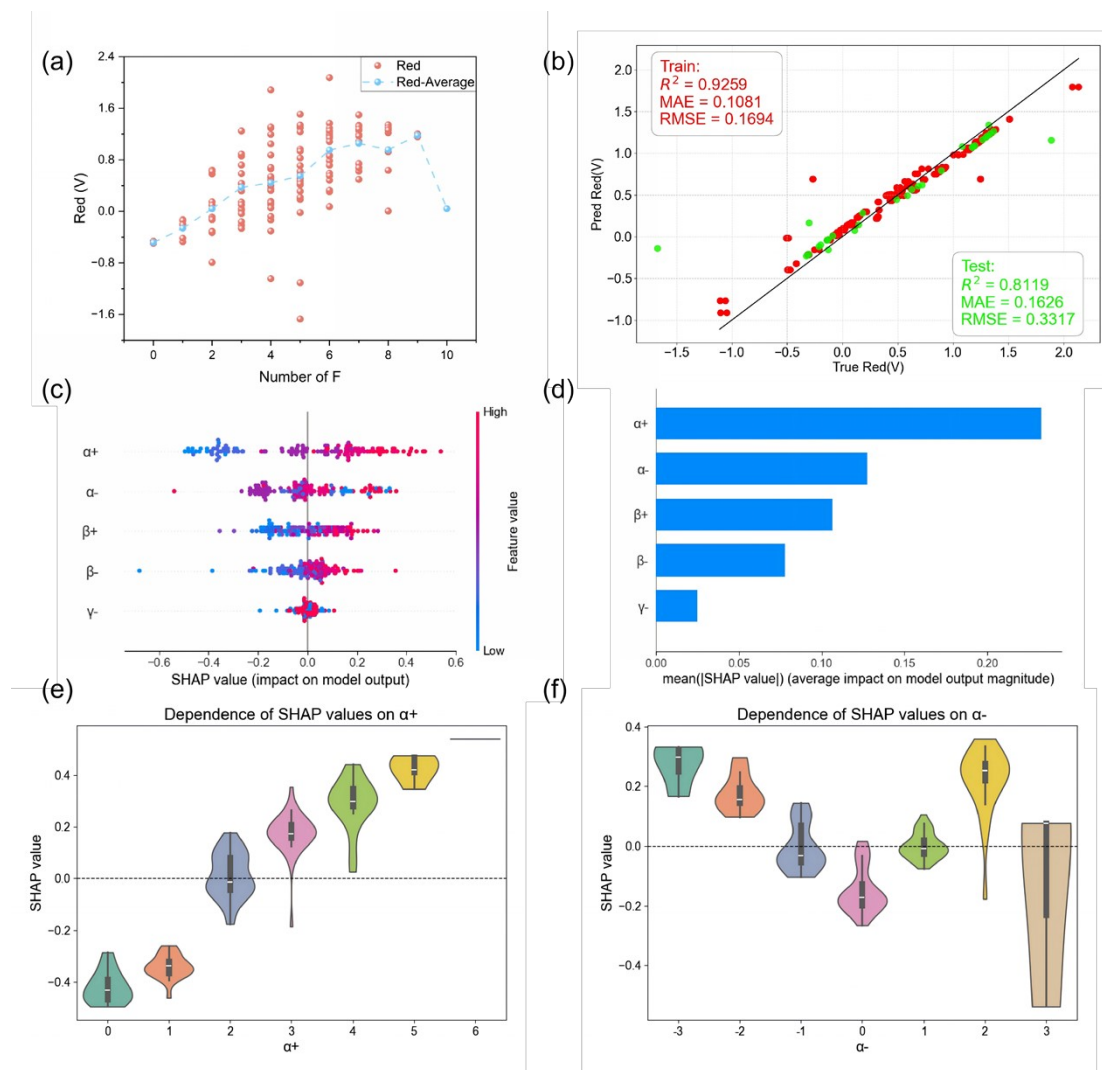 (a)
2.4
1.6
0.8
0.0
−0.8
−1.6
Red (V)
Red
Red-Average
0
2
4
6
8
10
Number of F
(b)
2.0
1.5
1.0
0.5
0.0
−0.5
−1.0
Pred Red(V)
Train:
R² = 0.9259
MAE = 0.1081
RMSE = 0.1694
Test:
R² = 0.8119
MAE = 0.1626
RMSE = 0.3317
−1.5
−1.0
−0.5
0.0
0.5
1.0
1.5
2.0
True Red(V)
(c)
α+
α-
β+
β-
γ-
High
Feature value
Low
−0.6
−0.4
−0.2
0.0
0.2
0.4
0.6
SHAP value (impact on model output)
(d)
α+
α-
β+
β-
γ-
0.00
0.05
0.10
0.15
0.20
mean(|SHAP value|) (average impact on model output magnitude)
(e)
Dependence of SHAP values on α+
0.4
0.2
0.0
−0.2
−0.4
SHAP value
0
1
2
3
4
5
6
α+
(f)
Dependence of SHAP values on α-
0.4
0.2
0.0
−0.2
−0.4
SHAP value
-3
-2
-1
0
1
2
3
α-